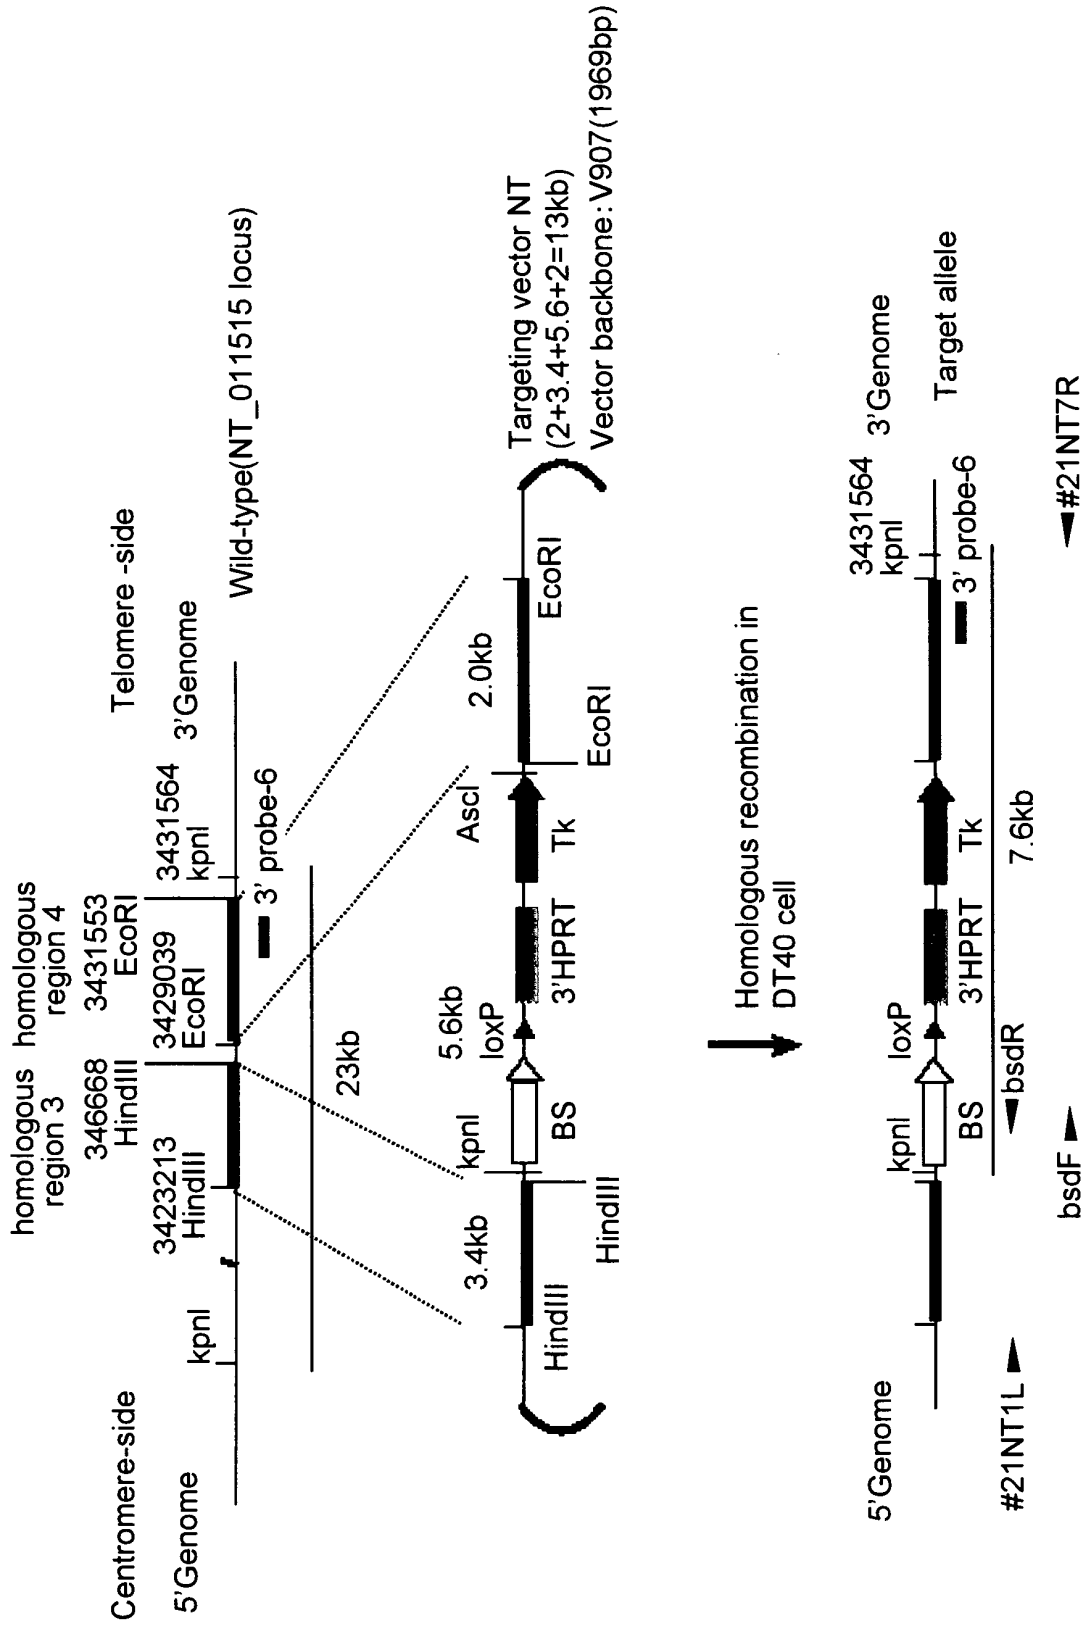 homologous region 3
homologous region 4
Centromere-side
Telomere -side
346668
HindIII
3431553
EcoRI
5'Genome
kpnI
3423213
HindIII
3429039
EcoRI
3431564
kpnI
3'Genome
Wild-type(NT_011515 locus)
3' probe-6
23kb
3.4kb
kpnI
5.6kb
loxP
AscI
2.0kb
Targeting vector NT
(2+3.4+5.6+2=13kb)
Vector backbone: V907(1969bp)
HindIII
HindIII
BS
3'HPRT
Tk
EcoRI
EcoRI
Homologous recombination in
DT40 cell
5'Genome
kpnI
loxP
3431564
kpnI
3'Genome
Target allele
BS
3'HPRT
Tk
3' probe-6
#21NT1L
bsdR
7.6kb
bsdF
#21NT7R